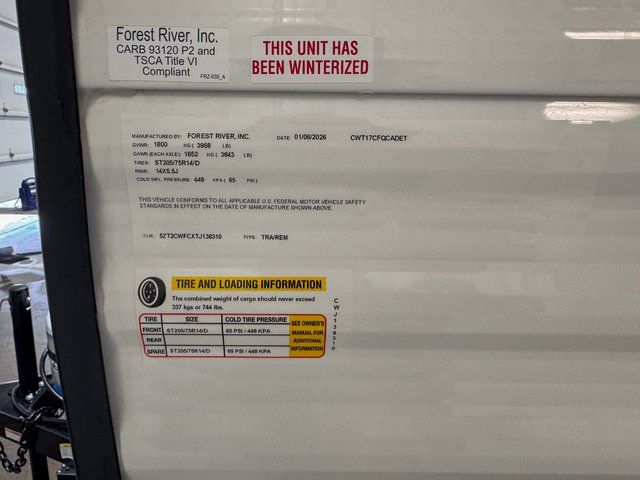 Forest River, Inc.
CARB 93120 P2 and
TSCA Title VI
Compliant
FRZ-035_A
THIS UNIT HAS
BEEN WINTERIZED
MANUFACTURED BY: FOREST RIVER, INC. DATE: 01/06/2026 CWT17CFQCADET
GVWR: 1800 KG ( 3968 LB)
GAWR (EACH AXLE): 1652 KG ( 3643 LB)
TIRES: ST205/75R14/D
RIMS: 14X5.5J
COLD INFL. PRESSURE: 448 KPA ( 65 PSI )
THIS VEHICLE CONFORMS TO ALL APPLICABLE U.S. FEDERAL MOTOR VEHICLE SAFETY
STANDARDS IN EFFECT ON THE DATE OF MANUFACTURE SHOWN ABOVE.
V.I.N.: 5ZT2CWFCXTJ138310 TYPE: TRA/REM
TIRE AND LOADING INFORMATION
The combined weight of cargo should never exceed
337 kgs or 744 lbs.
TIRE SIZE COLD TIRE PRESSURE SEE OWNER'S MANUAL FOR ADDITIONAL INFORMATION
FRONT ST205/75R14/D 65 PSI / 448 KPA
REAR
SPARE ST205/75R14/D 65 PSI / 448 KPA
CWJ138310